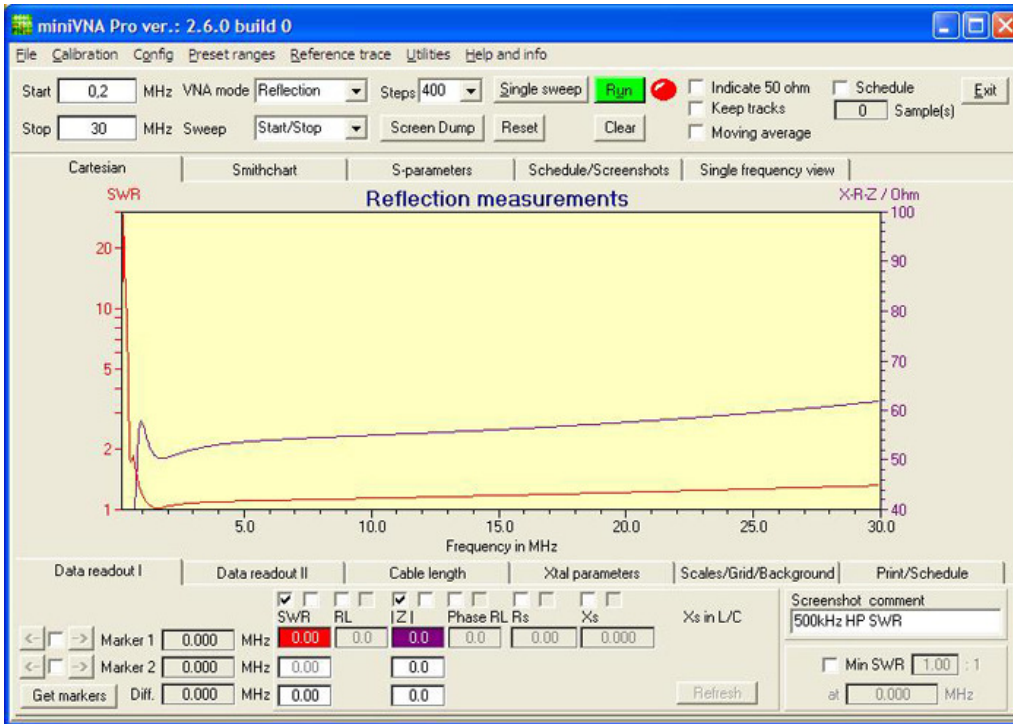 miniVNA Pro ver.: 2.6.0 build 0
File Calibration Config Preset ranges Reference trace Utilities Help and info
Start 0,2 MHz VNA mode Reflection Steps 400 Single sweep Run Indicate 50 ohm Schedule Exit
Keep tracks 0 Sample(s)
Stop 30 MHz Sweep Start/Stop Screen Dump Reset Clear Moving average
Cartesian Smithchart S-parameters Schedule/Screenshots Single frequency view
SWR Reflection measurements X-R-Z / Ohm
100
20
90
10
80
5
70
60
2
50
1 40
5.0 10.0 15.0 20.0 25.0 30.0
Frequency in MHz
Data readout I Data readout II Cable length Xtal parameters Scales/Grid/Background Print/Schedule
SWR RL |Z| Phase RL Rs Xs Xs in L/C Screenshot comment
<- -> Marker 1 0.000 MHz 0.00 0.0 0.0 0.0 0.00 0.000 500kHz HP SWR
<- -> Marker 2 0.000 MHz 0.00 0.0 Min SWR 1.00 : 1
Get markers Diff. 0.000 MHz 0.00 0.0 Refresh at 0.000 MHz